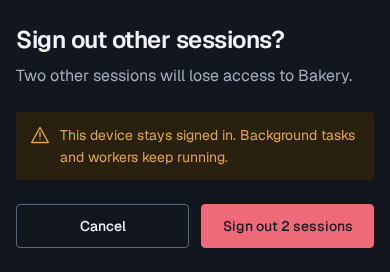 Sign out other sessions?
Two other sessions will lose access to Bakery.
This device stays signed in. Background tasks
and workers keep running.
Cancel
Sign out 2 sessions